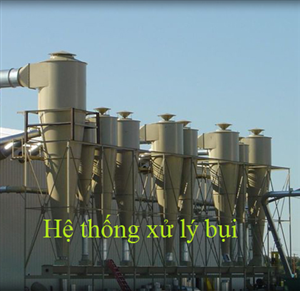 Hệ thống xử lý bụi